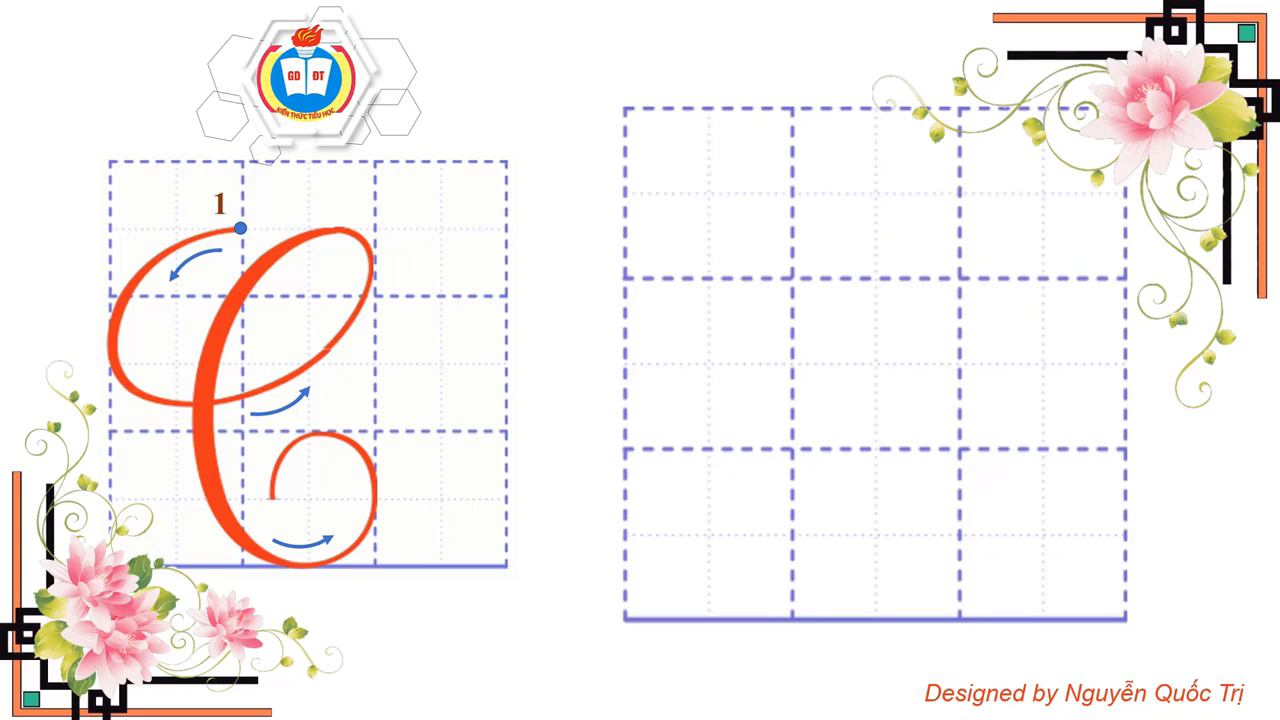 GD ĐT
KIẾN THỨC TIỂU HỌC
1
C
Designed by Nguyễn Quốc Trị